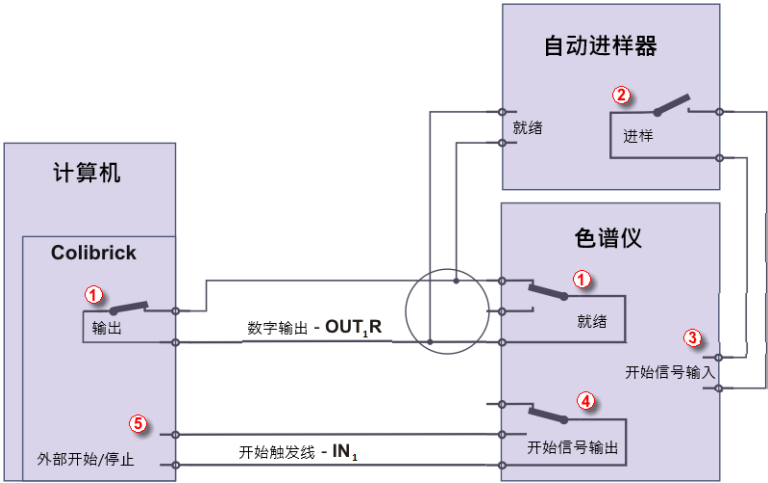 自动进样器
②
就绪
进样
计算机
色谱仪
Colibrick
①
输出
①
就绪
数字输出 - OUT₁R
③
开始信号输入
④
⑤
开始信号输出
开始触发线 - IN₁
外部开始/停止